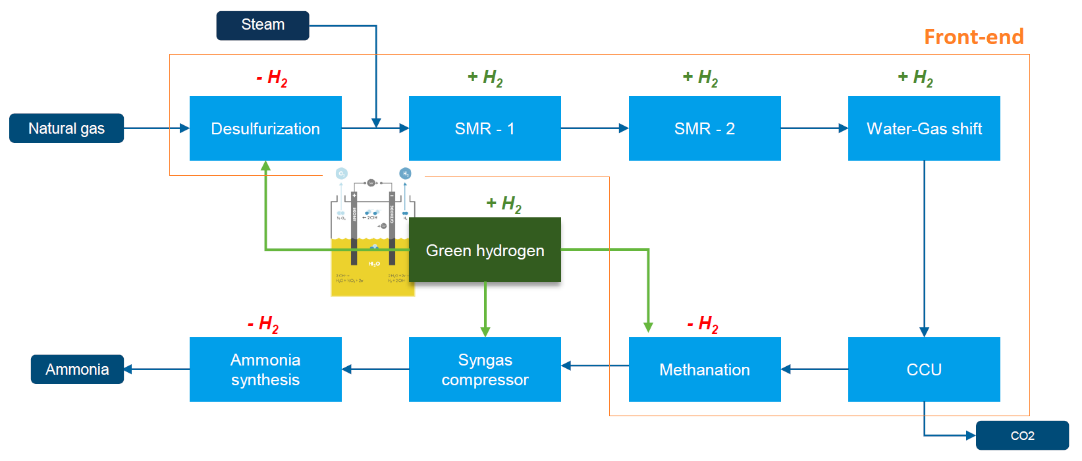 Steam
Front-end
- H2
+ H2
+ H2
+ H2
Natural gas
Desulfurization
SMR - 1
SMR - 2
Water-Gas shift
+ H2
Green hydrogen
H2O
- H2
- H2
Ammonia
Ammonia
synthesis
Syngas
compressor
Methanation
CCU
CO2